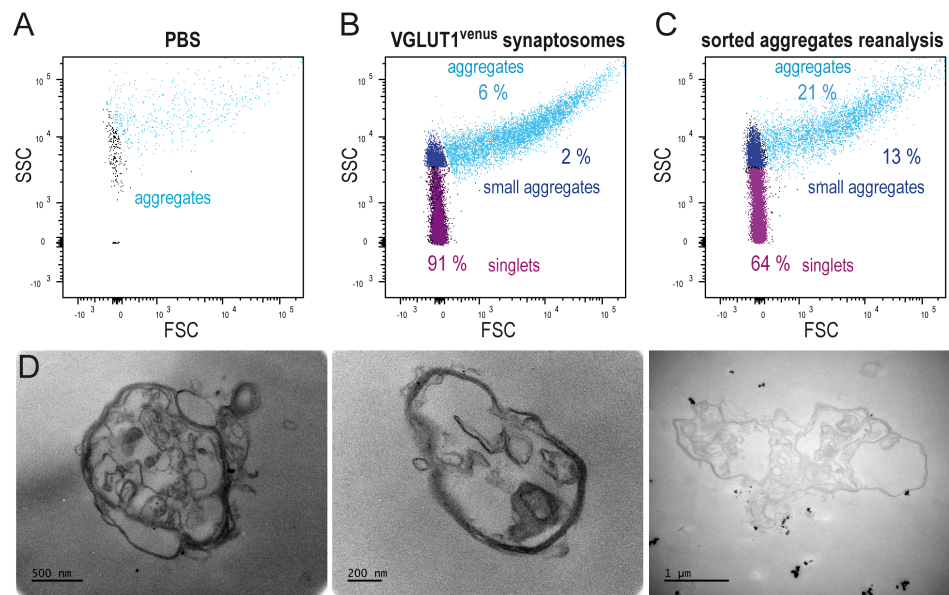 A
PBS
SSC
10 5
10 4
10 3
0
-10 3
aggregates
-10 3
0
10 3
10 4
10 5
FSC
B
VGLUT1venus synaptosomes
SSC
10 5
10 4
10 3
0
-10 3
aggregates
6 %
2 %
small aggregates
91 % singlets
-10 3
0
10 3
10 4
10 5
FSC
C
sorted aggregates reanalysis
SSC
10 5
10 4
10 3
0
-10 3
aggregates
21 %
13 %
small aggregates
64 % singlets
-10 3
0
10 3
10 4
10 5
FSC
D
500 nm
200 nm
1 µm